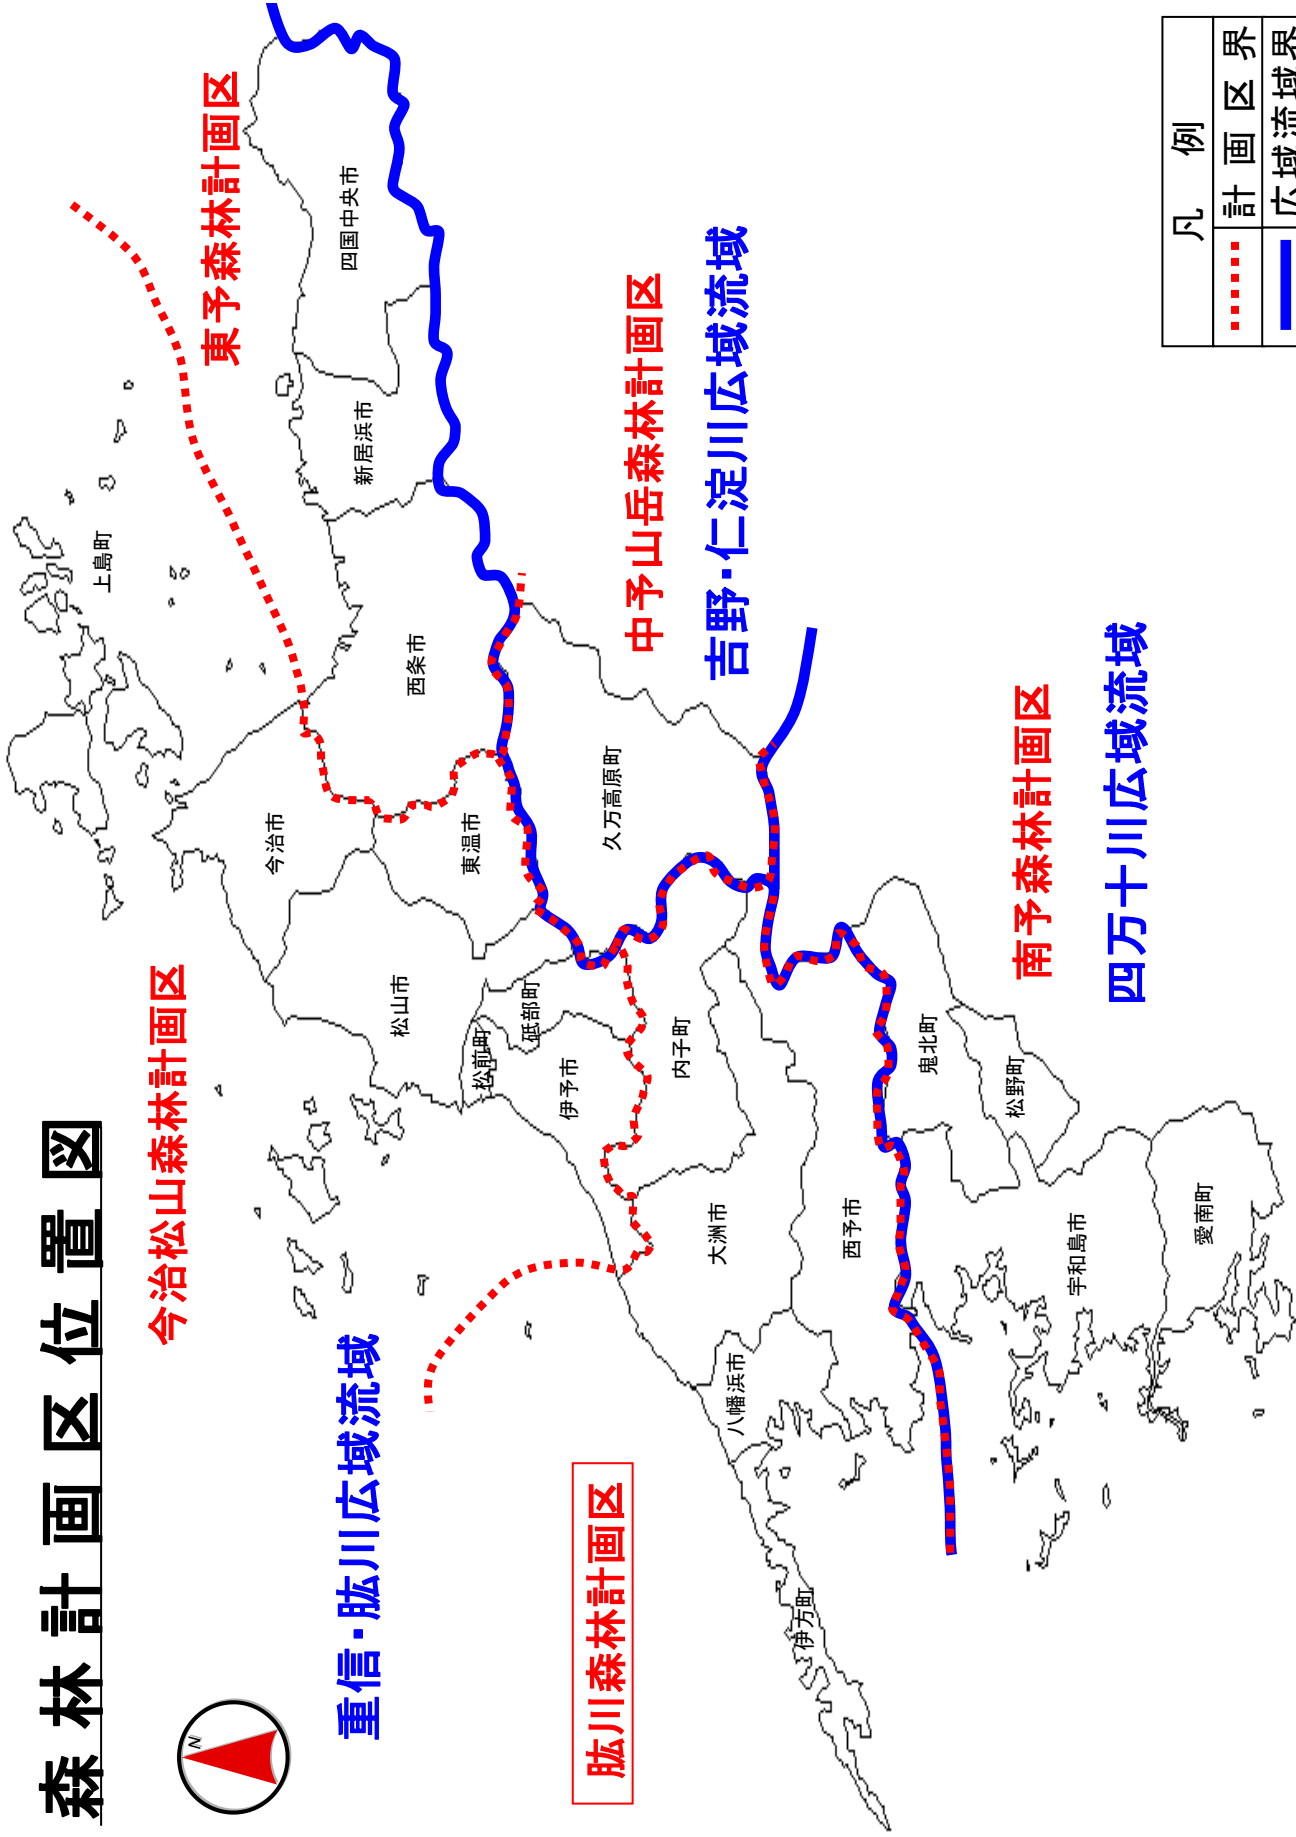 森林計画区位置図
N
今治松山森林計画区
東予森林計画区
重信・肱川広域流域
肱川森林計画区
中予山岳森林計画区
吉野・仁淀川広域流域
南予森林計画区
四万十川広域流域
上島町
四国中央市
新居浜市
西条市
今治市
東温市
松山市
久万高原町
松前町
砥部町
伊予市
内子町
大洲市
八幡浜市
伊方町
西予市
鬼北町
松野町
宇和島市
愛南町
凡例
計画区界
広域流域界